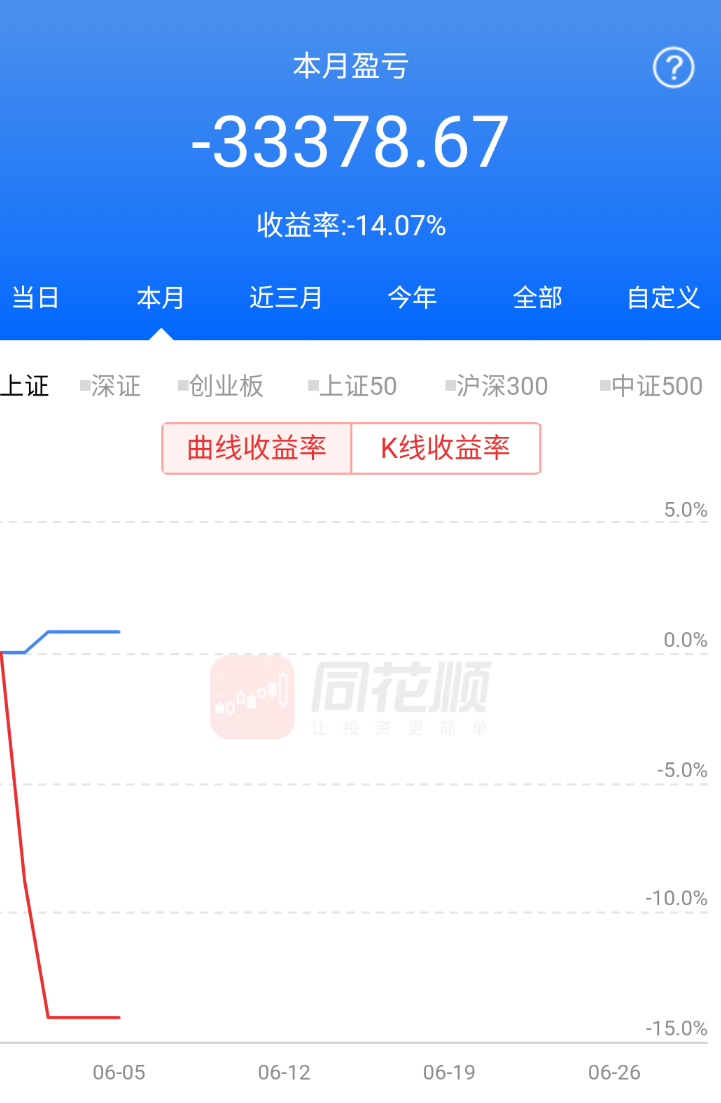 本月盈亏
?
-33378.67
收益率:-14.07%
当日 本月 近三月 今年 全部 自定义
上证 深证 创业板 上证50 沪深300 中证500
曲线收益率 K线收益率
5.0%
0.0%
同花顺
让投资更简单
-5.0%
-10.0%
-15.0%
06-05 06-12 06-19 06-26